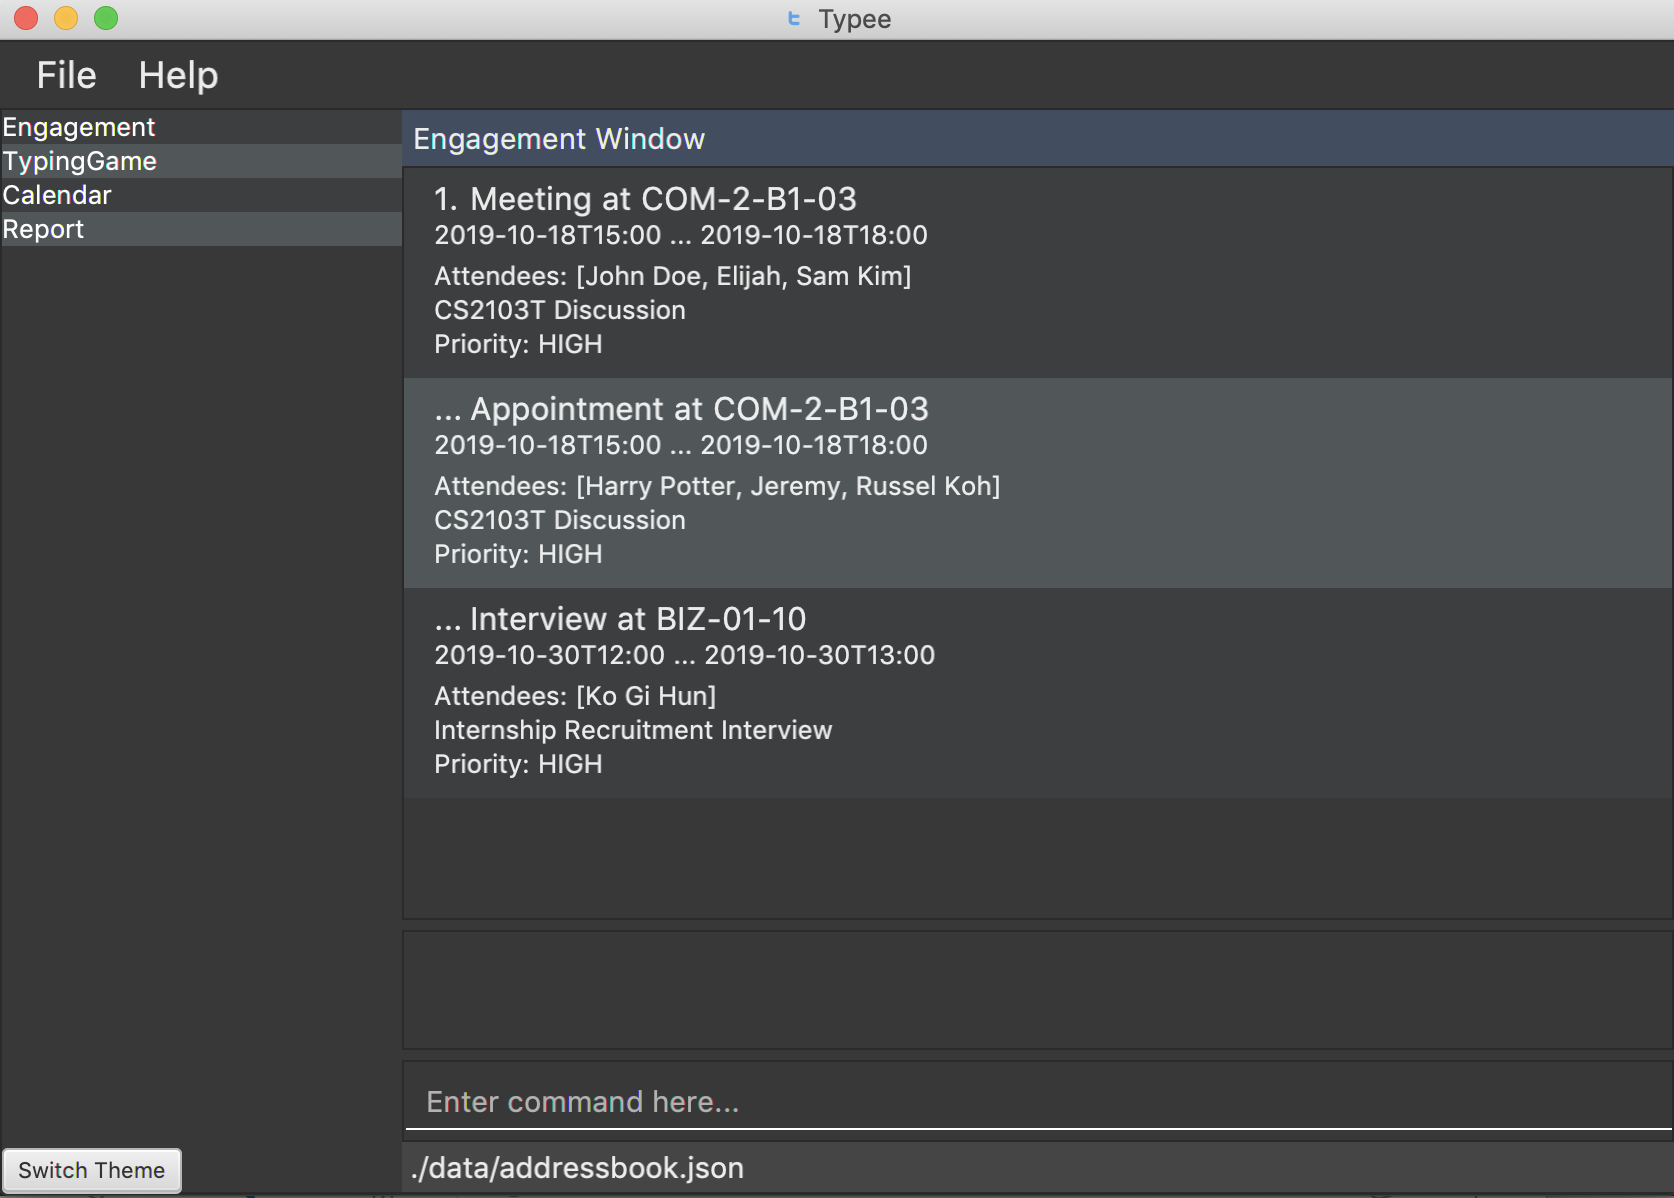 Typee
File Help
Engagement
TypingGame
Calendar
Report
Engagement Window
1. Meeting at COM-2-B1-03
2019-10-18T15:00 ... 2019-10-18T18:00
Attendees: [John Doe, Elijah, Sam Kim]
CS2103T Discussion
Priority: HIGH
... Appointment at COM-2-B1-03
2019-10-18T15:00 ... 2019-10-18T18:00
Attendees: [Harry Potter, Jeremy, Russel Koh]
CS2103T Discussion
Priority: HIGH
... Interview at BIZ-01-10
2019-10-30T12:00 ... 2019-10-30T13:00
Attendees: [Ko Gi Hun]
Internship Recruitment Interview
Priority: HIGH
Enter command here...
Switch Theme
./data/addressbook.json